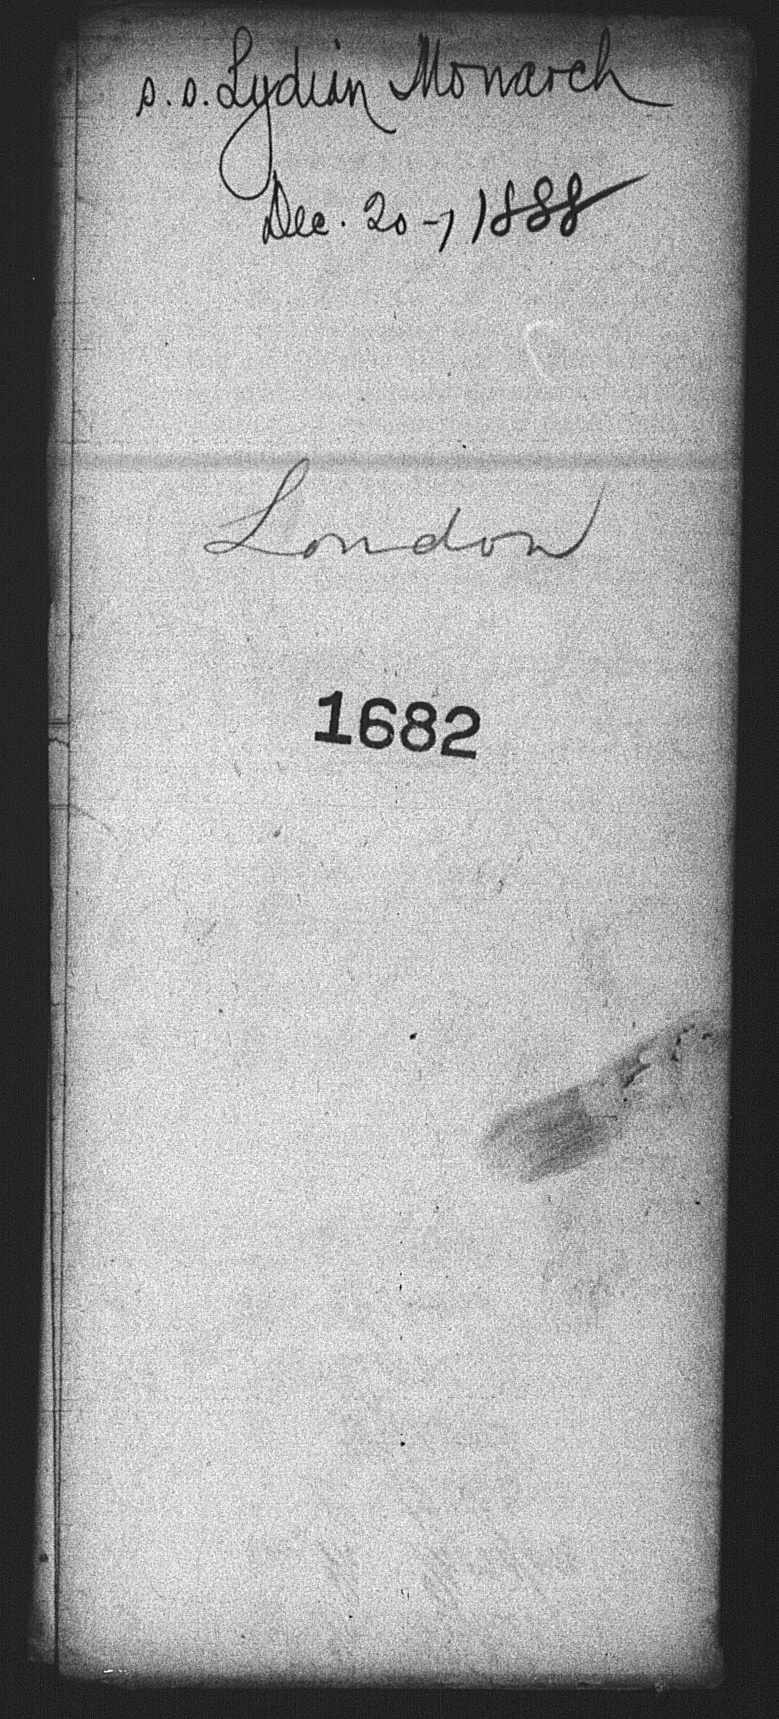 s.s. Lydian Monarch
Dec. 20-, 1888
London
1682